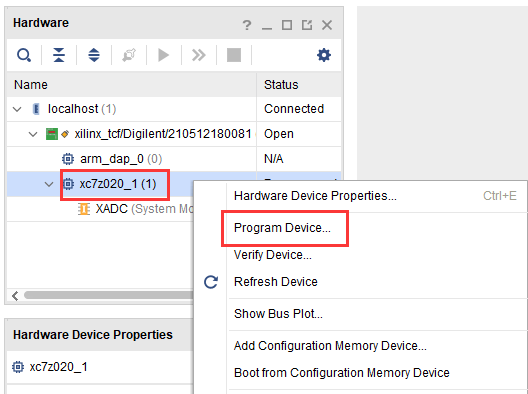 Hardware
Name Status
localhost (1) Connected
xilinx_tcf/Digilent/210512180081 Open
arm_dap_0 (0) N/A
xc7z020_1 (1)
XADC (System Mo
Hardware Device Properties... Ctrl+E
Program Device...
Verify Device...
Refresh Device
Show Bus Plot...
Add Configuration Memory Device...
Boot from Configuration Memory Device
Hardware Device Properties
xc7z020_1